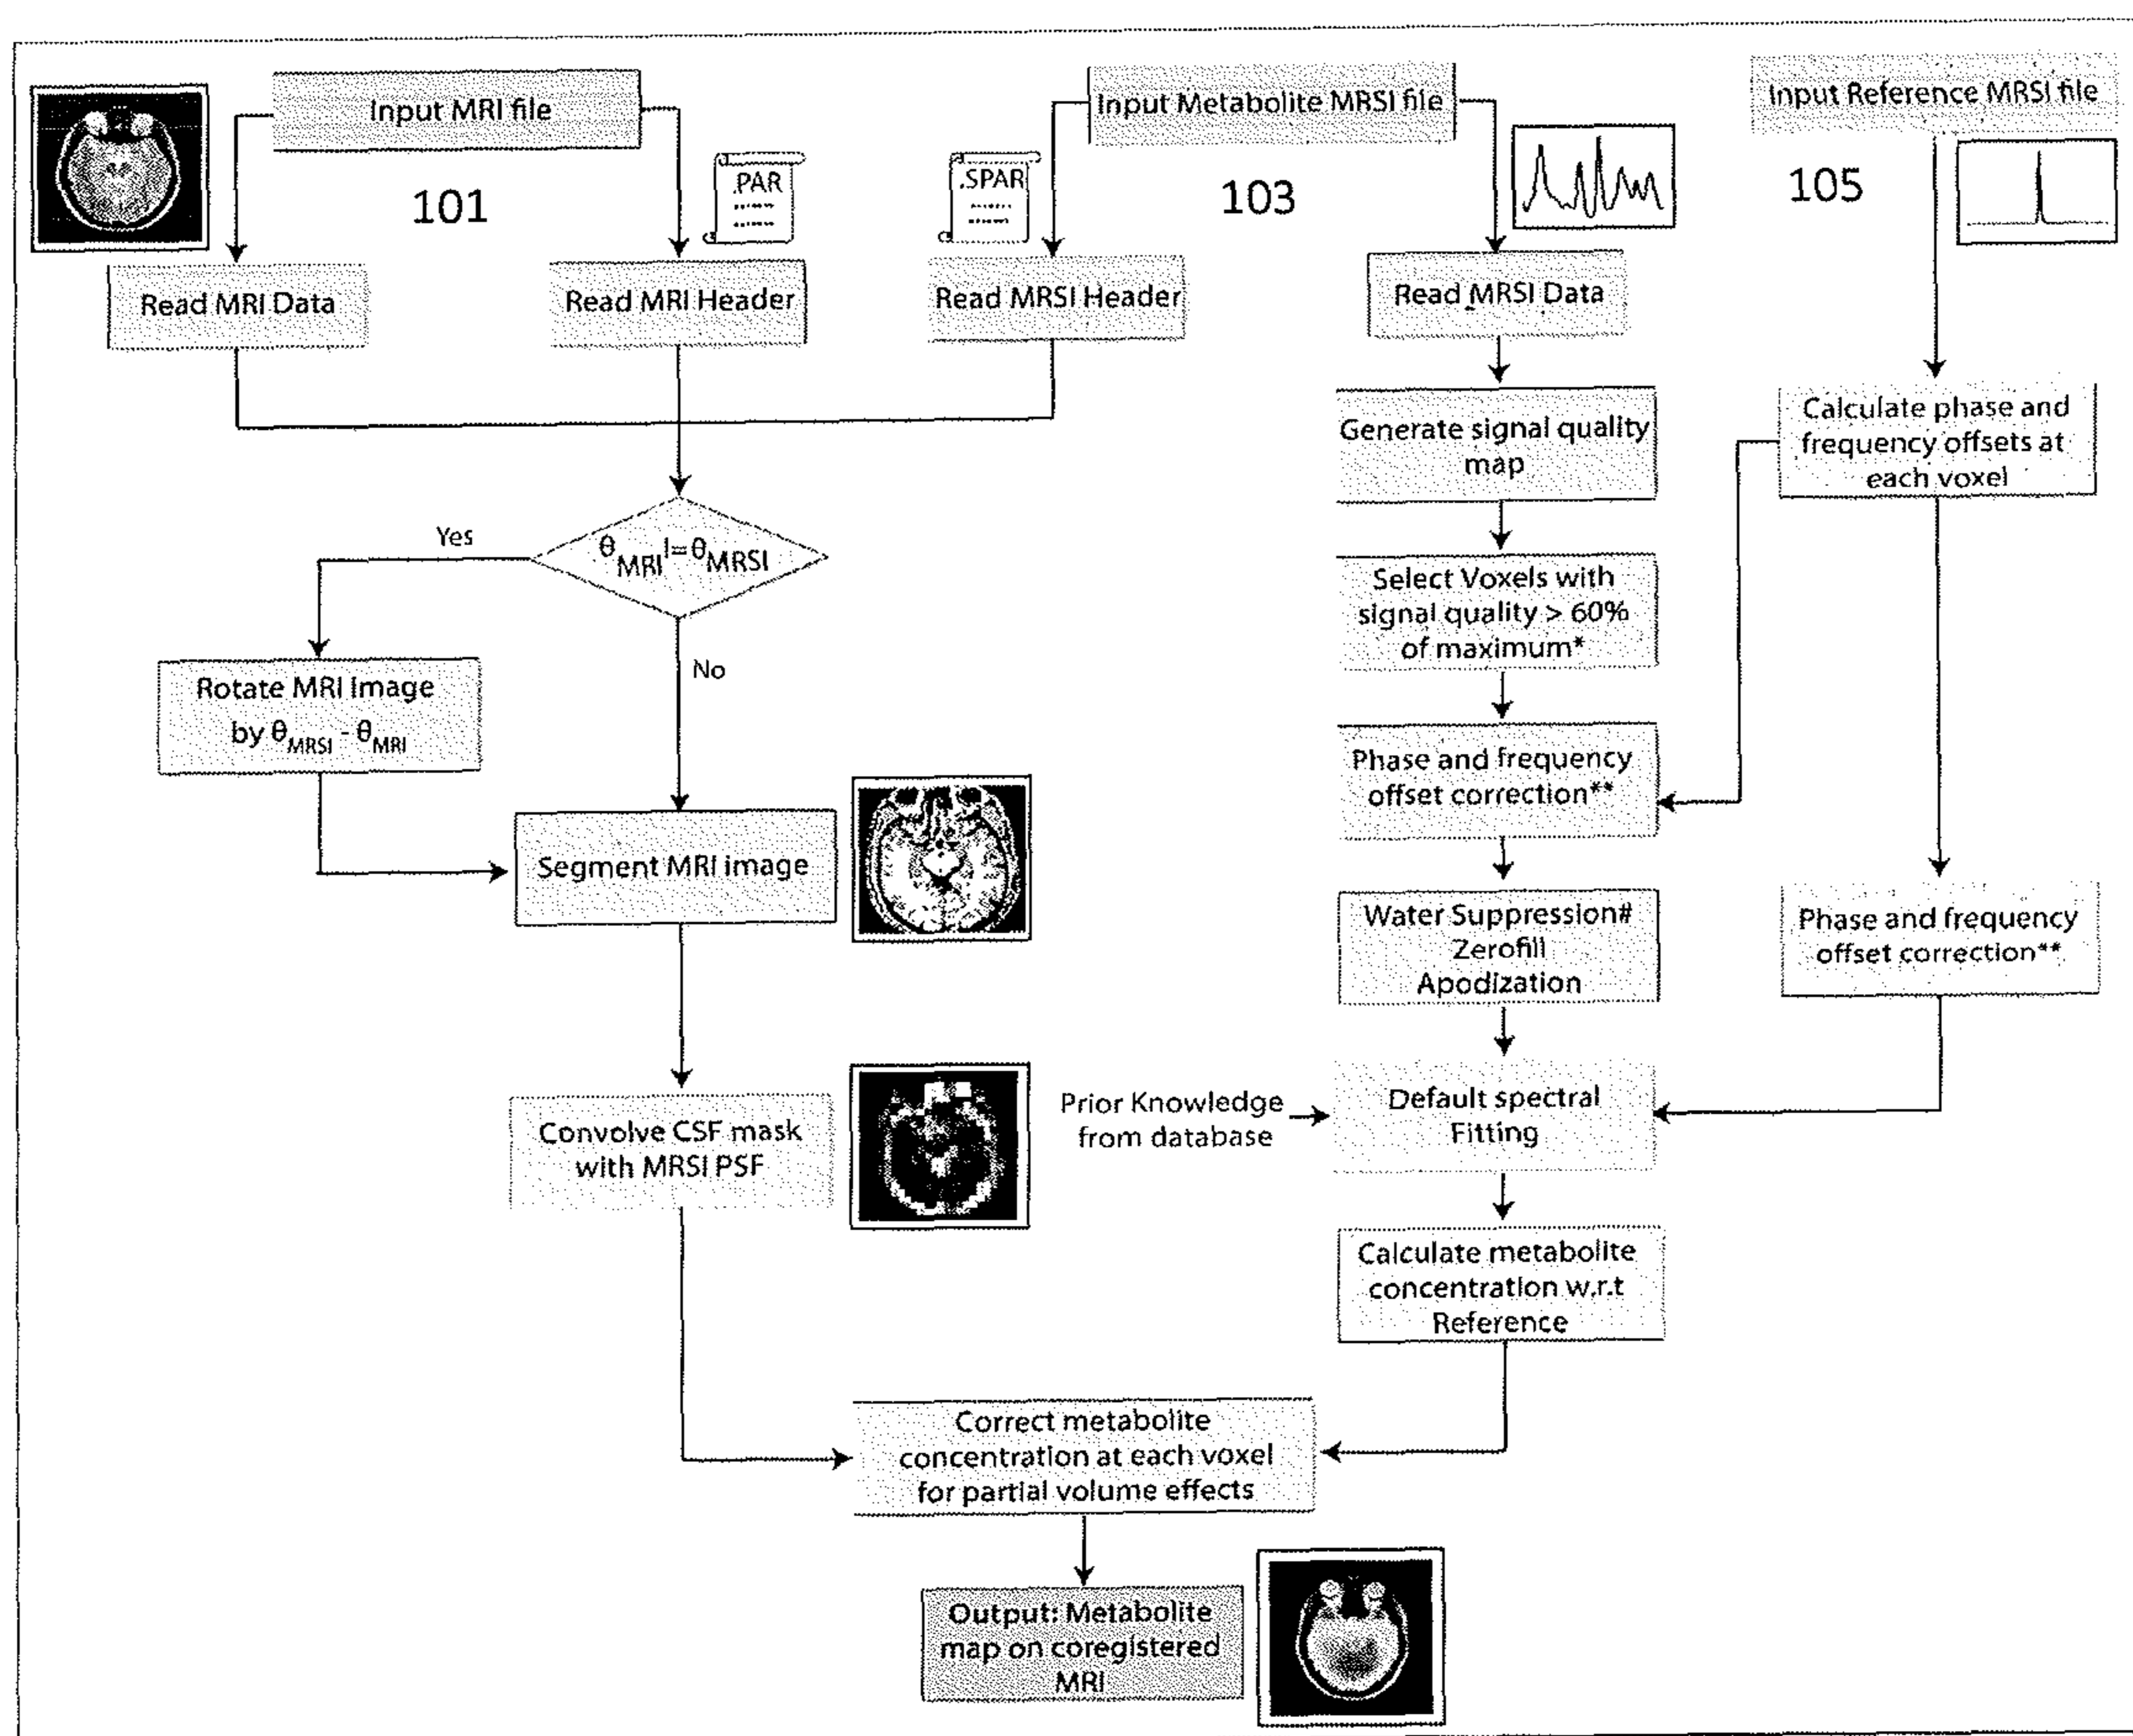 Input MRI file
Input Metabolite MRSI file
Input Reference MRSI file
101
.PAR
.SPAR
103
105
Read MRI Data
Read MRI Header
Read MRSI Header
Read MRSI Data
Generate signal quality
map
Calculate phase and
frequency offsets at
each voxel
Yes
θMRI!=θMRSI
No
Select Voxels with
signal quality > 60%
of maximum*
Rotate MRI Image
by θMRSI - θMRI
Phase and frequency
offset correction**
Segment MRI image
Water Suppression#
Zerofill
Apodization
Phase and frequency
offset correction**
Convolve CSF mask
with MRSI PSF
Prior Knowledge
from database
Default spectral
Fitting
Calculate metabolite
concentration w.r.t
Reference
Correct metabolite
concentration at each voxel
for partial volume effects
Output: Metabolite
map on coregistered
MRI